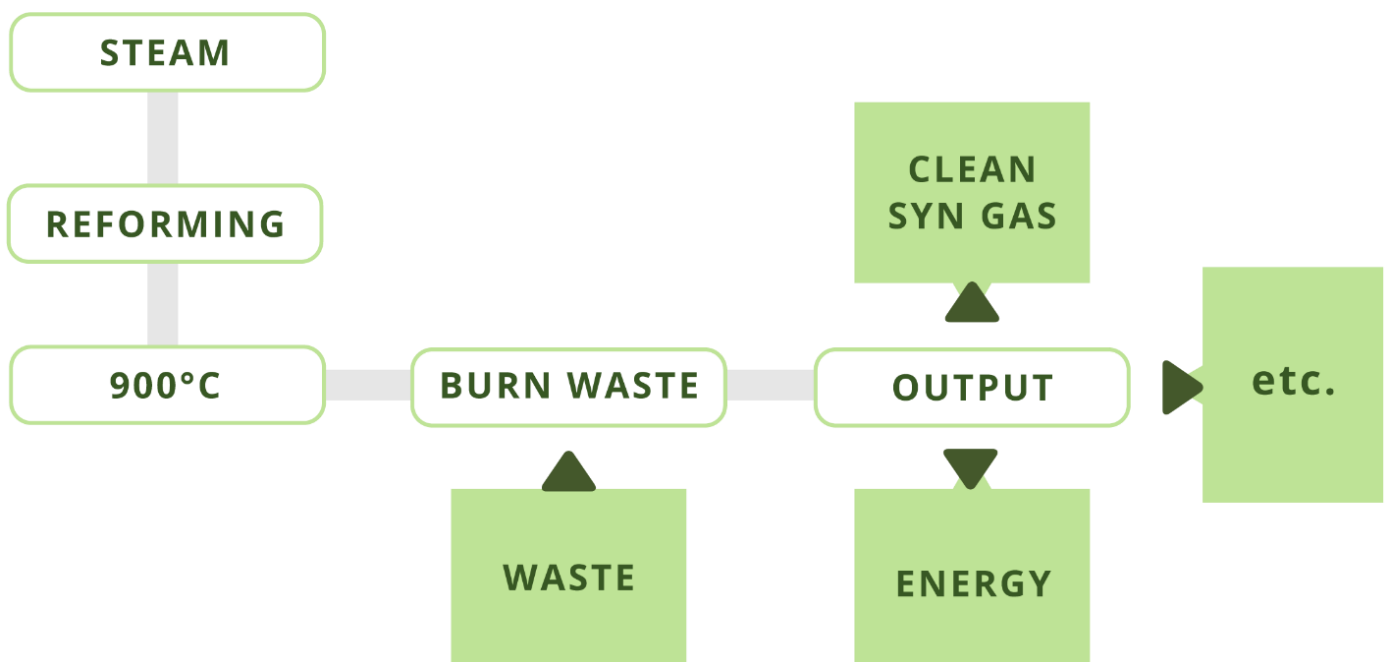 STEAM
REFORMING
900°C
BURN WASTE
WASTE
OUTPUT
CLEAN
SYN GAS
ENERGY
etc.